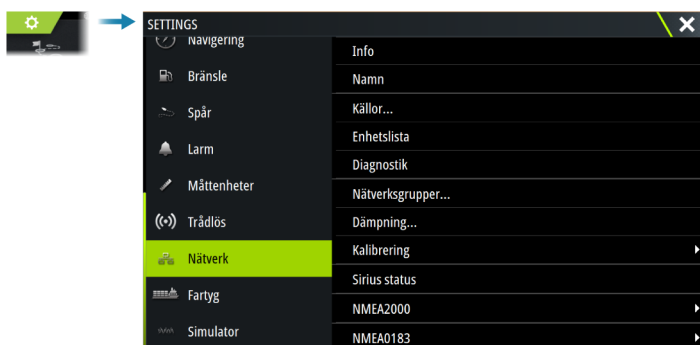 SETTINGS
Navigering
Bränsle
Spår
Larm
Måttenheter
Trådlös
Nätverk
Fartyg
Simulator
Info
Namn
Källor...
Enhetslista
Diagnostik
Nätverksgrupper...
Dämpning...
Kalibrering
Sirius status
NMEA2000
NMEA0183